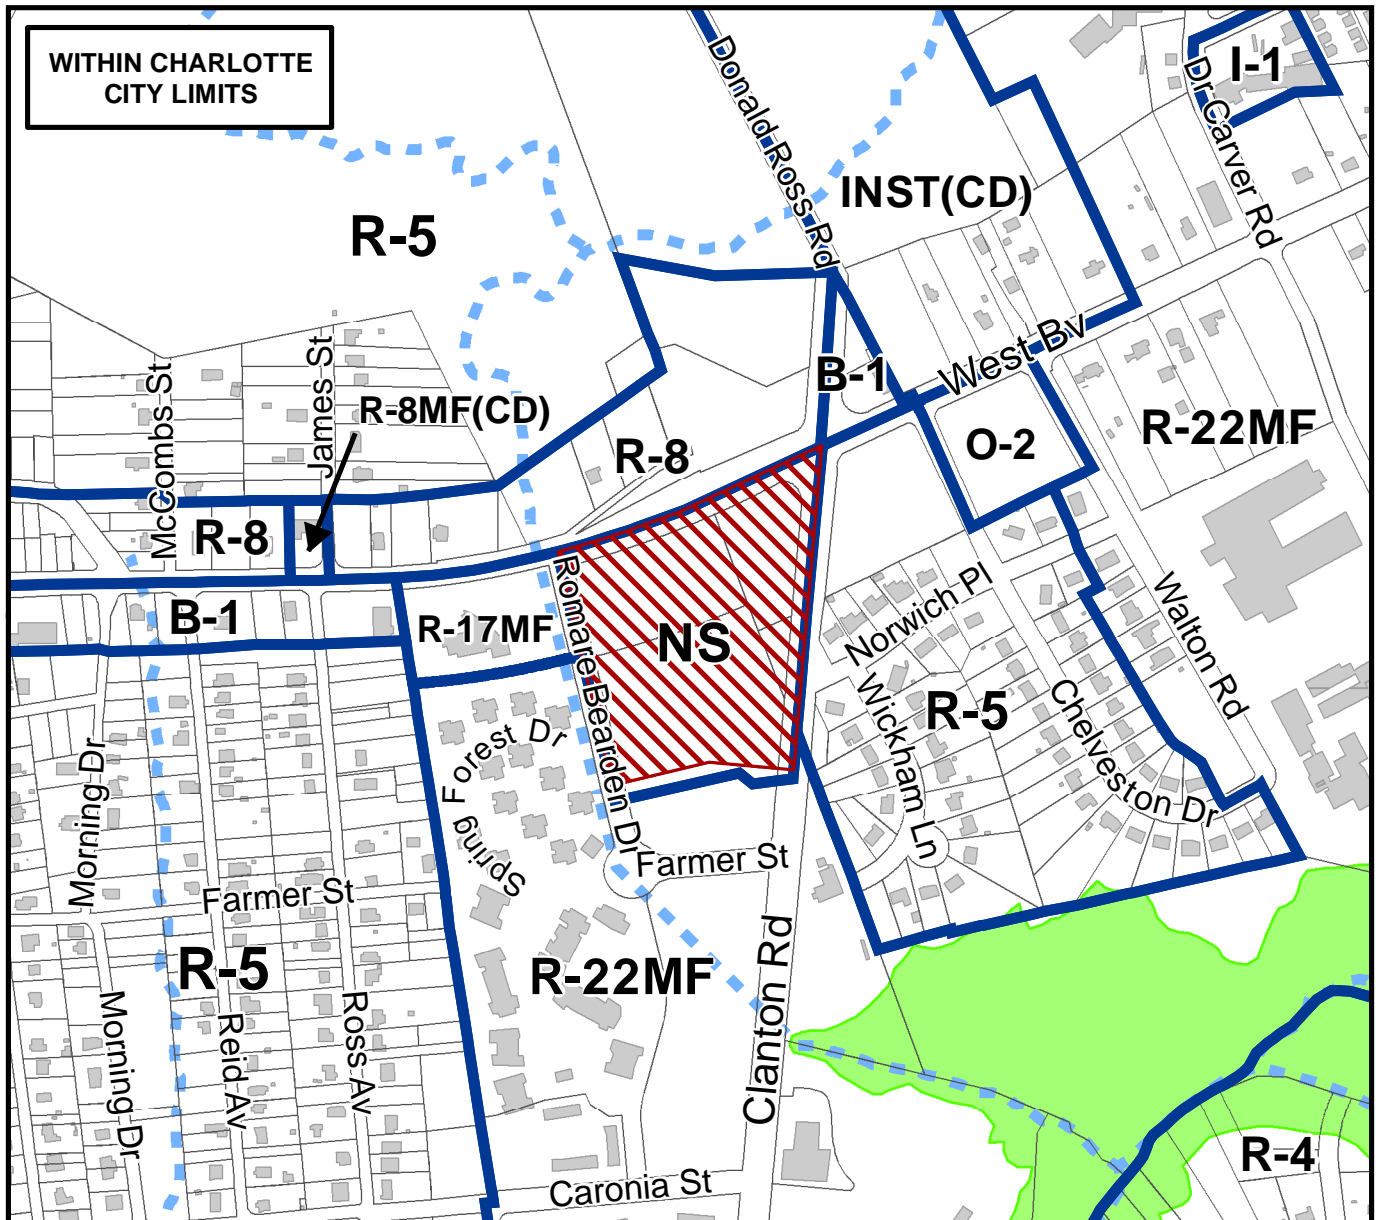 WITHIN CHARLOTTE
CITY LIMITS
Donald Ross Rd
I-1
Dr Carver Rd
INST(CD)
R-5
B-1
West Bv
McCombs St
James St
R-8MF(CD)
R-8
O-2
R-22MF
R-8
B-1
R-17MF
Romare Bearden Dr
NS
Norwich Pl
Walton Rd
Wickham Ln
R-5
Chelveston Dr
Spring Forest Dr
Morning Dr
Farmer St
Farmer St
R-5
R-22MF
Clanton Rd
Morning Dr
Reid Av
Ross Av
Caronia St
R-4